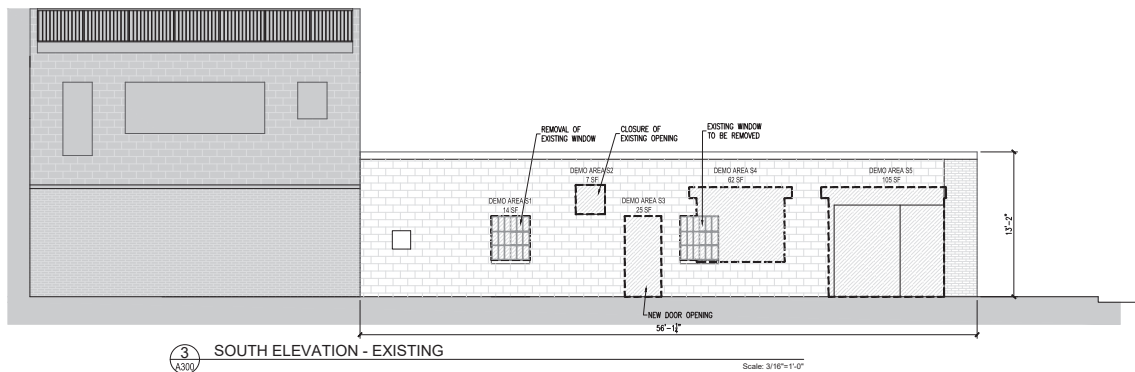 REMOVAL OF
EXISTING WINDOW
CLOSURE OF
EXISTING OPENING
EXISTING WINDOW
TO BE REMOVED
DEMO AREA S2
7 SF
DEMO AREA S4
62 SF
DEMO AREA S5
105 SF
DEMO AREA S1
14 SF
DEMO AREA S3
25 SF
13'-2"
NEW DOOR OPENING
56'-1½"
3
A300
SOUTH ELEVATION - EXISTING
Scale: 3/16"=1'-0"